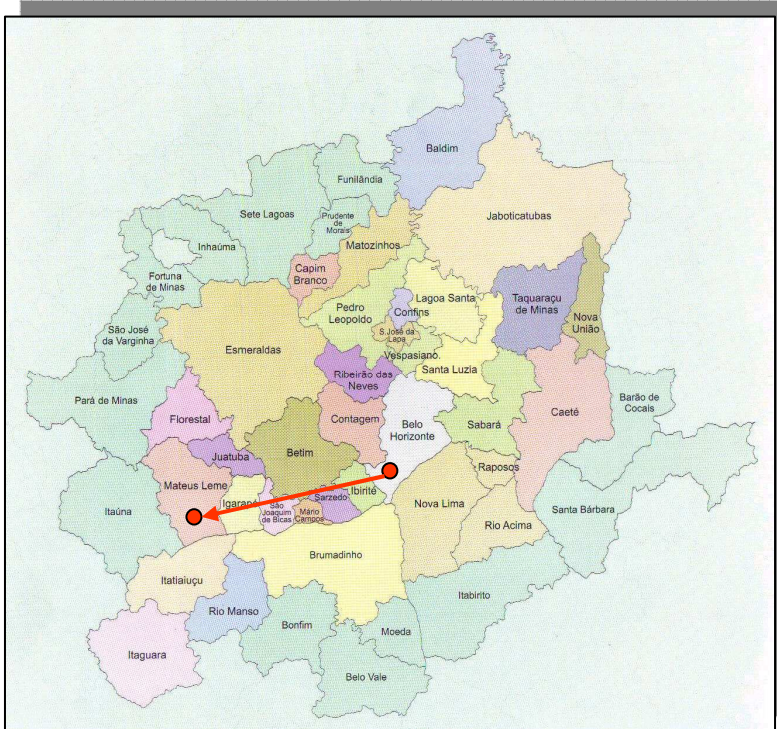 Baldim
Funilândia
Sete Lagoas
Prudente
de
Morais
Jaboticatubas
Matozinhos
Inhaúma
Capim
Branco
Fortuna
de Minas
Lagoa Santa
Taquaraçu
de Minas
Pedro
Leopoldo
Confins
Nova
União
São José
da Varginha
S.José da
Lapa
Esmeraldas
Vespasiano.
Santa Luzia
Ribeirão das
Neves
Pará de Minas
Barão de
Cocais
Florestal
Contagem
Caeté
Belo
Horizonte
Sabará
Juatuba
Betim
Raposos
Mateus Leme
Ibirité
Sarzedo
Igarapé
Nova Lima
São
Joaquim
de Bicas
Mário
Campos
Itaúna
Santa Bárbara
Rio Acima
Brumadinho
Itatiaiuçu
Itabirito
Rio Manso
Bonfim
Moeda
Itaguara
Belo Vale